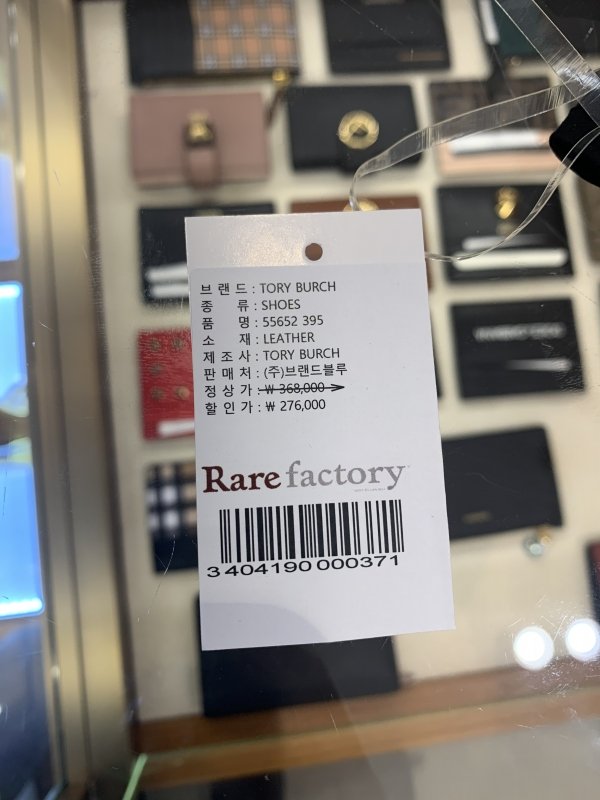 브 랜 드 : TORY BURCH
종 류 : SHOES
품 명 : 55652 395
소 재 : LEATHER
제 조 사 : TORY BURCH
판 매 처 : (주)브랜드블루
정 상 가 : ₩ 368,000
할 인 가 : ₩ 276,000
Rare factory
3 404190 000371